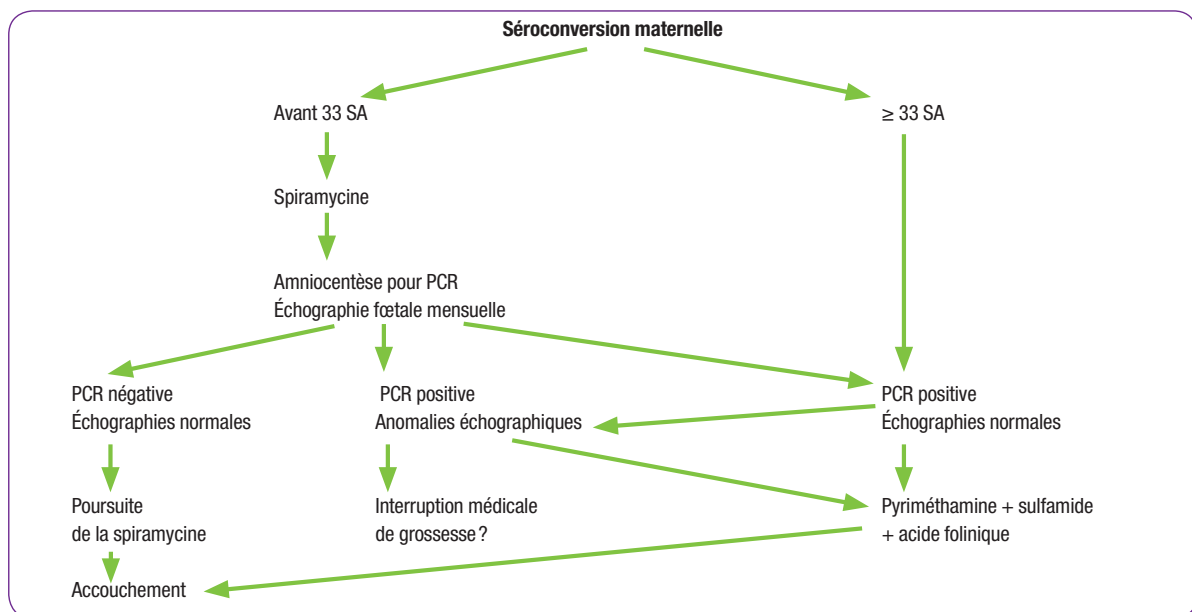 Séroconversion maternelle
Avant 33 SA
≥ 33 SA
Spiramycine
Amniocentèse pour PCR
Échographie fœtale mensuelle
PCR négative
Échographies normales
PCR positive
Anomalies échographiques
PCR positive
Échographies normales
Poursuite
de la spiramycine
Interruption médicale
de grossesse ?
Pyriméthamine + sulfamide
+ acide folinique
Accouchement